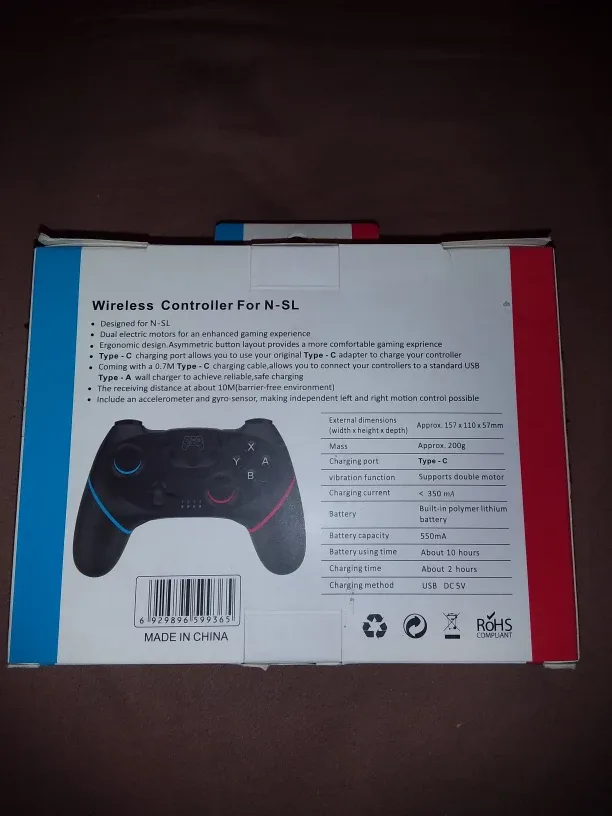 Wireless Controller For N-SL
• Designed for N-SL
• Dual electric motors for an enhanced gaming experience
• Ergonomic design.Asymmetric button layout provides a more comfortable gaming exprience
• Type - C charging port allows you to use your original Type - C adapter to charge your controller
• Coming with a 0.7M Type - C charging cable,allows you to connect your controllers to a standard USB
Type - A wall charger to achieve reliable,safe charging
• The receiving distance at about 10M(barrier-free environment)
• Include an accelerometer and gyro-sensor, making independent left and right motion control possible
X
Y A
B
External dimensions
(width x height x depth) Approx. 157 x 110 x 57mm
Mass Approx. 200g
Charging port Type - C
vibration function Supports double motor
Charging current < 350 mA
Battery Built-in polymer lithium
battery
Battery capacity 550mA
Battery using time About 10 hours
Charging time About 2 hours
Charging method USB DC 5V
6 929896 599365
MADE IN CHINA
RoHS
COMPLIANT